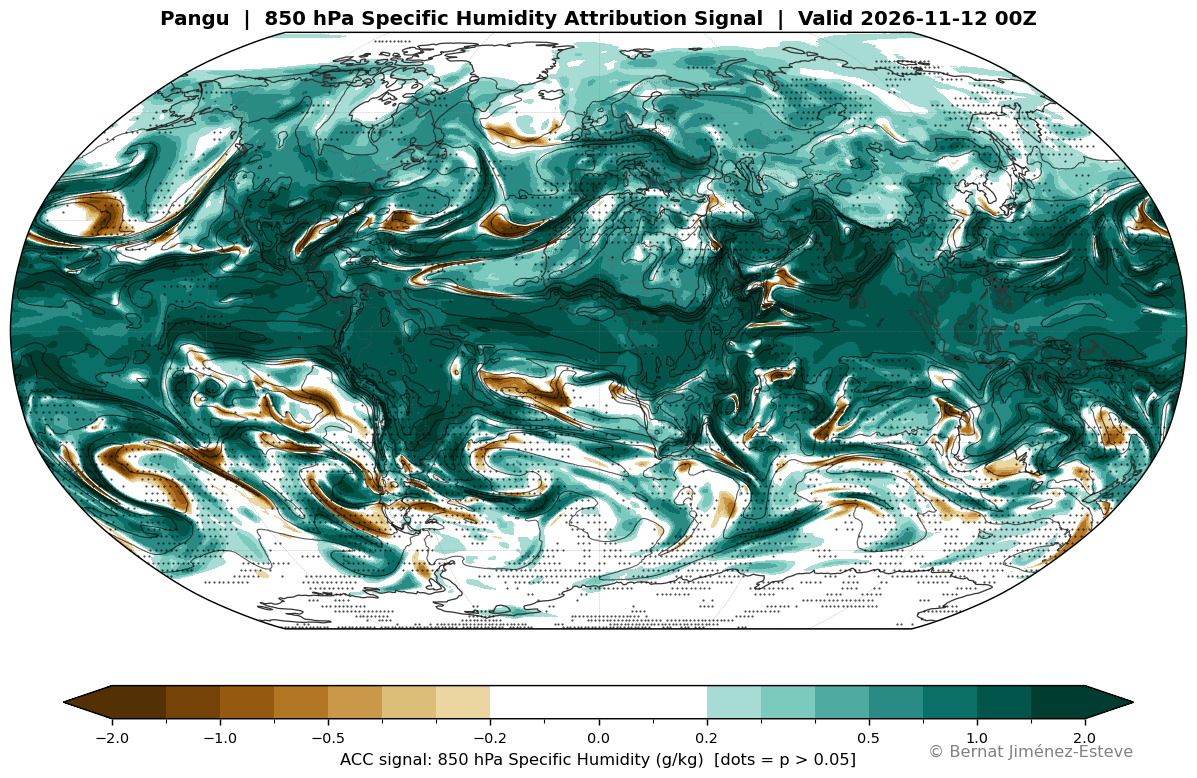 Pangu | 850 hPa Specific Humidity Attribution Signal | Valid 2026-11-12 00Z
−2.0 −1.0 −0.5 −0.2 0.0 0.2 0.5 1.0 2.0
ACC signal: 850 hPa Specific Humidity (g/kg) [dots = p > 0.05]
© Bernat Jiménez-Esteve